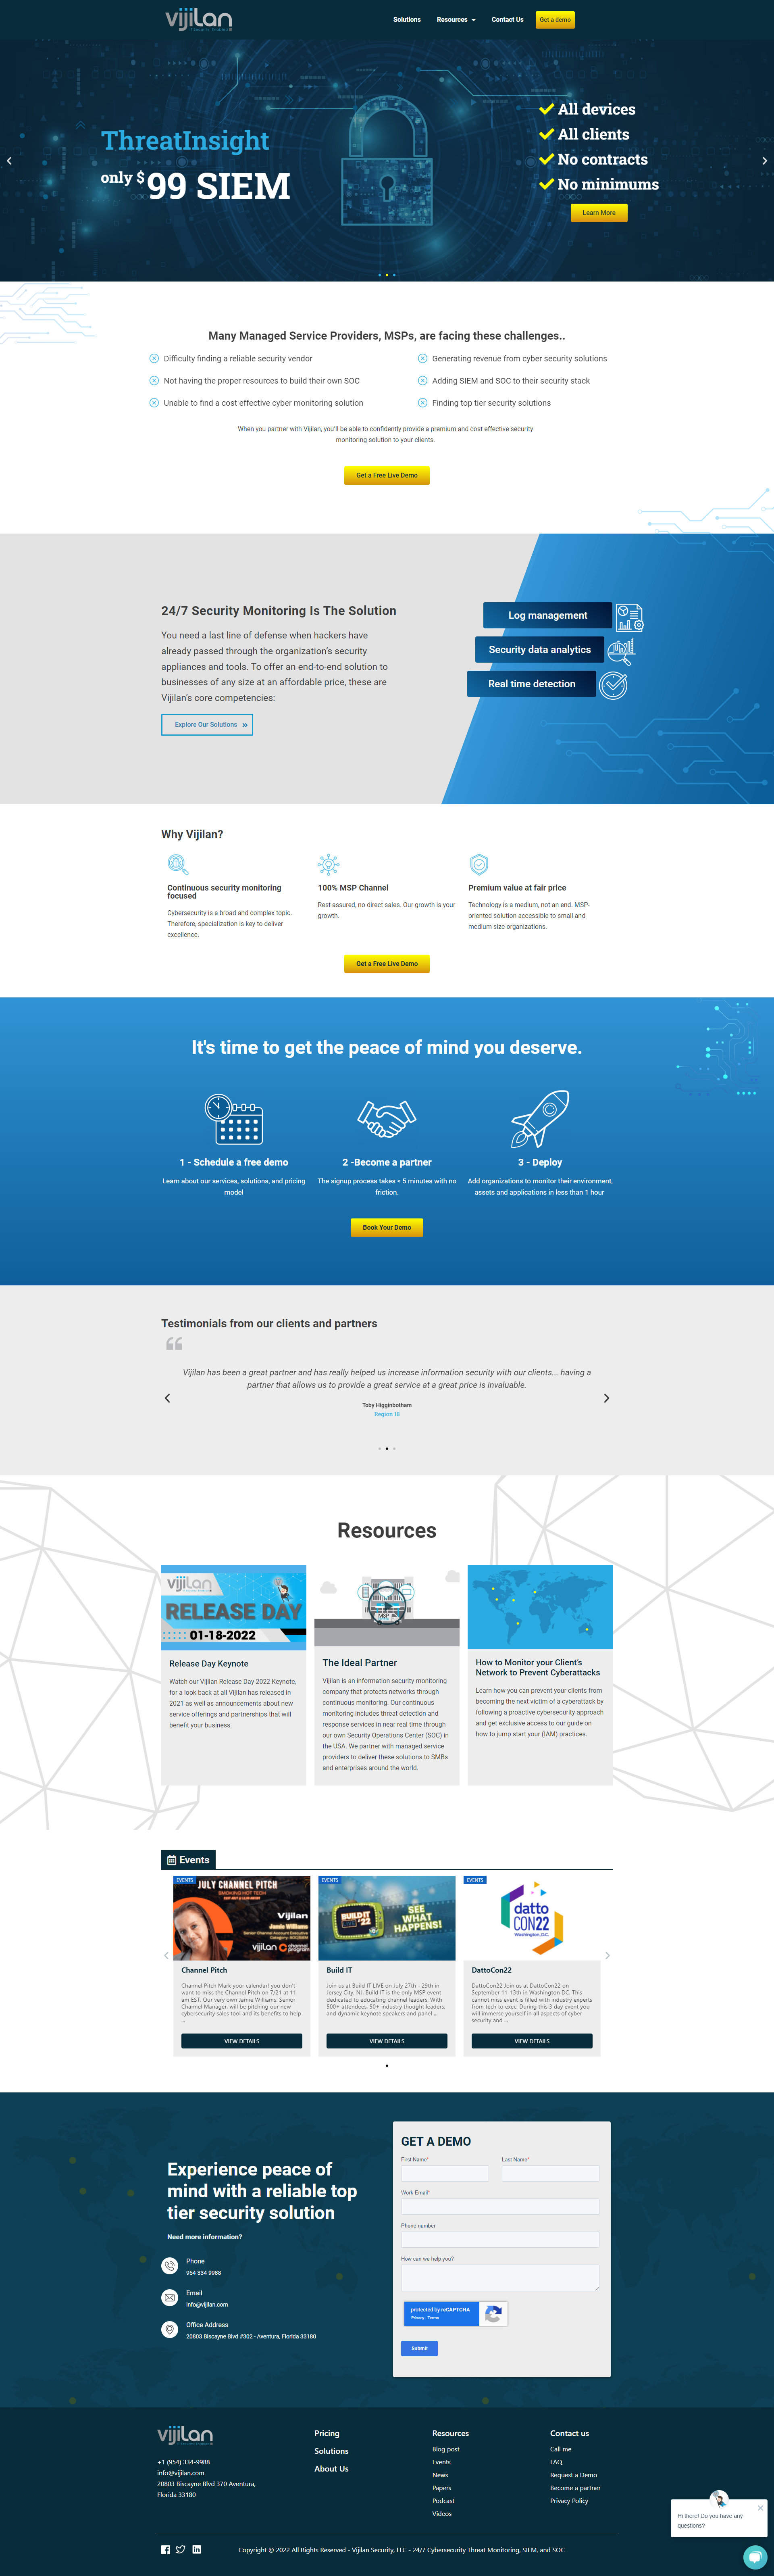 vijilan
Solutions
Resources
Contact Us
Get a demo
ThreatInsight
only $99 SIEM
All devices
All clients
No contracts
No minimums
Learn More
Many Managed Service Providers, MSPs, are facing these challenges..
Difficulty finding a reliable security vendor
Not having the proper resources to build their own SOC
Unable to find a cost effective cyber monitoring solution
Generating revenue from cyber security solutions
Adding SIEM and SOC to their security stack
Finding top tier security solutions
When you partner with Vijilan, you'll be able to confidently provide a premium and cost effective security
monitoring solution to your clients.
Get a Free Live Demo
24/7 Security Monitoring Is The Solution
You need a last line of defense when hackers have
already passed through the organization's security
appliances and tools. To offer an end-to-end solution to
businesses of any size at an affordable price, these are
Vijilan's core competencies:
Explore Our Solutions
Log management
Security data analytics
Real time detection
Why Vijilan?
Continuous security monitoring
focused
Cybersecurity is a broad and complex topic.
Therefore, specialization is key to deliver
excellence.
100% MSP Channel
Rest assured, no direct sales. Our growth is your
growth.
Premium value at fair price
Technology is a medium, not an end. MSP-
oriented solution accessible to small and
medium size organizations.
Get a Free Live Demo
It's time to get the peace of mind you deserve.
1 - Schedule a free demo
Learn about our services, solutions, and pricing
model
2 -Become a partner
The signup process takes < 5 minutes with no
friction.
3 - Deploy
Add organizations to monitor their environment,
assets and applications in less than 1 hour
Book Your Demo
Testimonials from our clients and partners
Vijilan has been a great partner and has really helped us increase information security with our clients... having a
partner that allows us to provide a great service at a great price is invaluable.
Toby Higginbotham
Region 18
Resources
vijilan
RELEASE DAY
01-18-2022
Release Day Keynote
Watch our Vijilan Release Day 2022 Keynote,
for a look back at all Vijilan has released in
2021 as well as announcements about new
service offerings and partnerships that will
benefit your business.
MSP
The Ideal Partner
Vijilan is an information security monitoring
company that protects networks through
continuous monitoring. Our continuous
monitoring includes threat detection and
response services in near real time through
our own Security Operations Center (SOC) in
the USA. We partner with managed service
providers to deliver these solutions to SMBs
and enterprises around the world.
How to Monitor your Client's
Network to Prevent Cyberattacks
Learn how you can prevent your clients from
becoming the next victim of a cyberattack by
following a proactive cybersecurity approach
and get exclusive access to our guide on
how to jump start your (IAM) practices.
Events
EVENTS
JULY CHANNEL PITCH
SMOKING HOT TECH
Vijilan
Jamie Williams
Senior Channel Account Executive
vijilan channel program
Channel Pitch
Channel Pitch Mark your calendar! you don't
want to miss the Channel Pitch on 7/21 at 11
am EST. Our very own Jamie Williams, Senior
Channel Manager, will be pitching our new
cybersecurity sales tool and its benefits to help
...
VIEW DETAILS
EVENTS
BUILD IT
'22
SEE
WHAT
HAPPENS!
Build IT
Join us at Build IT LIVE on July 27th - 29th in
Jersey City, NJ. Build IT is the only MSP event
dedicated to educating channel leaders. With
500+ attendees, 50+ industry thought leaders,
and dynamic keynote speakers and panel ...
VIEW DETAILS
EVENTS
datto
CON22
Washington, D.C.
DattoCon22
DattoCon22 Join us at DattoCon22 on
September 11-13th in Washington DC. This
cannot miss event is filled with industry experts
from tech to exec. During this 3 day event you
will immerse yourself in all aspects of cyber
security and ...
VIEW DETAILS
Experience peace of
mind with a reliable top
tier security solution
Need more information?
Phone
954-334-9988
Email
info@vijilan.com
Office Address
20803 Biscayne Blvd #302 - Aventura, Florida 33180
GET A DEMO
First Name*
Last Name*
Work Email*
Phone number
How can we help you?
protected by reCAPTCHA
Privacy - Terms
Submit
vijilan
+1 (954) 334-9988
info@vijilan.com
20803 Biscayne Blvd 370 Aventura,
Florida 33180
Pricing
Solutions
About Us
Resources
Blog post
Events
News
Papers
Podcast
Videos
Contact us
Call me
FAQ
Request a Demo
Become a partner
Privacy Policy
Hi there! Do you have any
questions?
Copyright © 2022 All Rights Reserved - Vijilan Security, LLC - 24/7 Cybersecurity Threat Monitoring, SIEM, and SOC